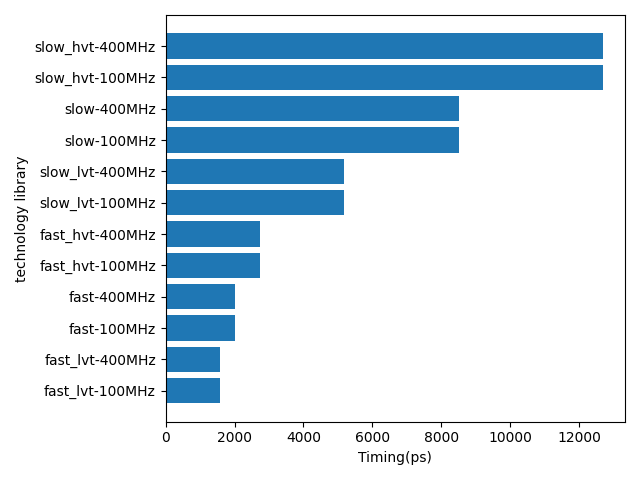 slow_hvt-400MHz
slow_hvt-100MHz
slow-400MHz
slow-100MHz
slow_lvt-400MHz
slow_lvt-100MHz
fast_hvt-400MHz
fast_hvt-100MHz
fast-400MHz
fast-100MHz
fast_lvt-400MHz
fast_lvt-100MHz
technology library
0 2000 4000 6000 8000 10000 12000
Timing(ps)